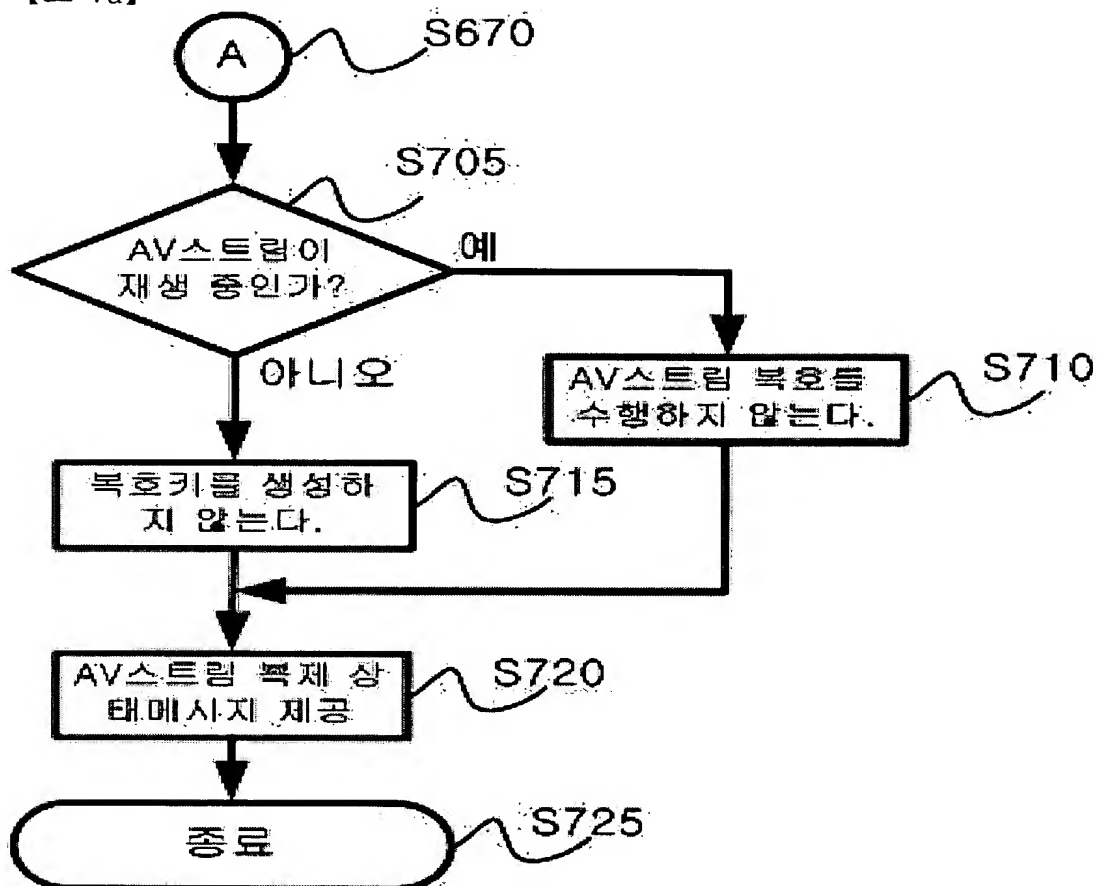 A
S670
S705
AV스트림이
재생 중인가?
예
아니오
AV스트림 복호를
수행하지 않는다.
S710
복호키를 생성하
지 않는다.
S715
AV스트림 복제 상
태메시지 제공
S720
종료
S725